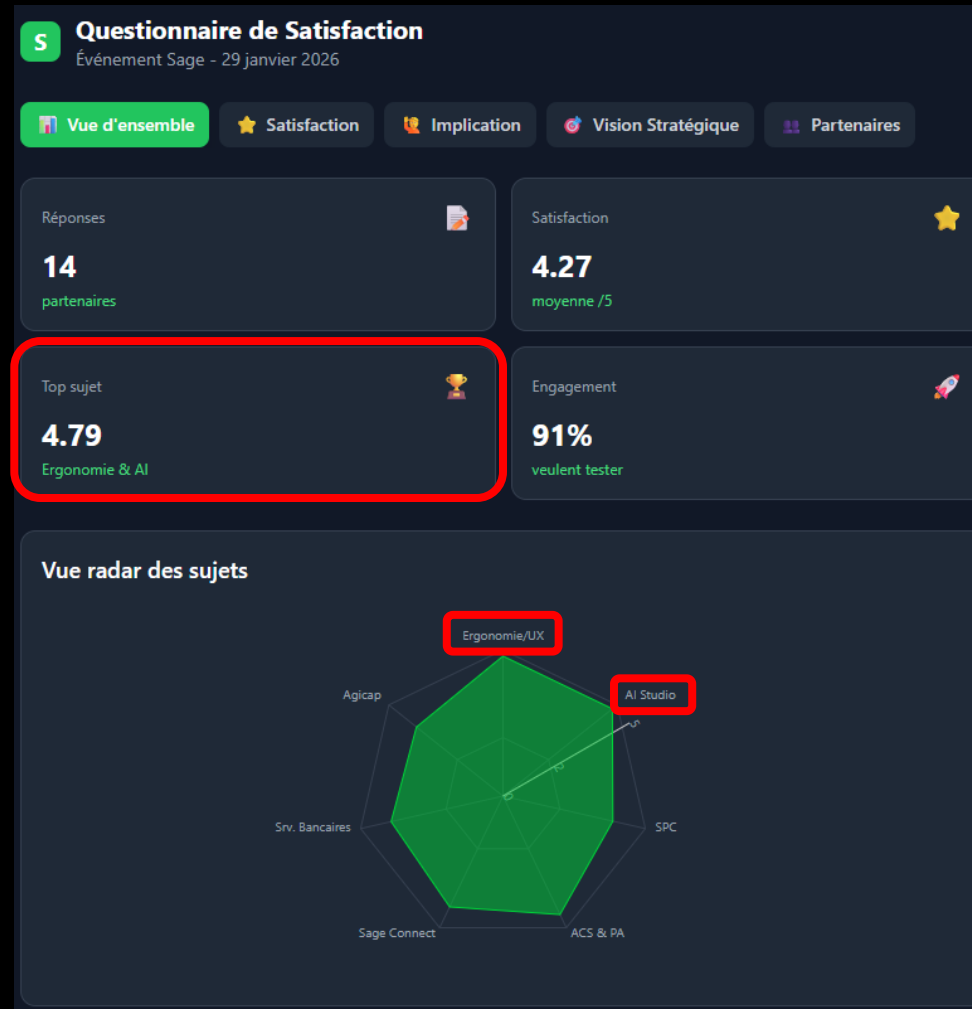 S
Questionnaire de Satisfaction
Événement Sage - 29 janvier 2026
Vue d'ensemble
Satisfaction
Implication
Vision Stratégique
Partenaires
Réponses
14
partenaires
Satisfaction
4.27
moyenne /5
Top sujet
4.79
Ergonomie & AI
Engagement
91%
veulent tester
Vue radar des sujets
Ergonomie/UX
Agicap
AI Studio
5
2
0
Srv. Bancaires
SPC
Sage Connect
ACS & PA